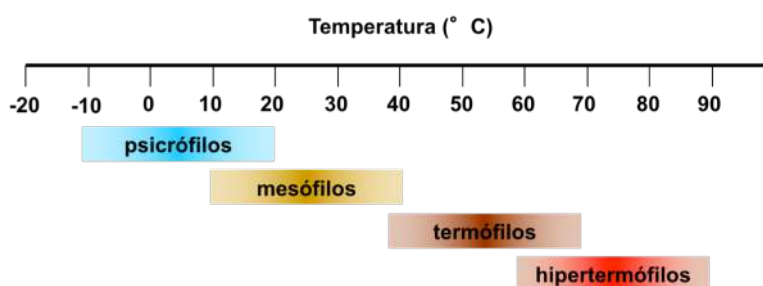 Temperatura (° C)
-20 -10 0 10 20 30 40 50 60 70 80 90
psicrófilos
mesófilos
termófilos
hipertermófilos